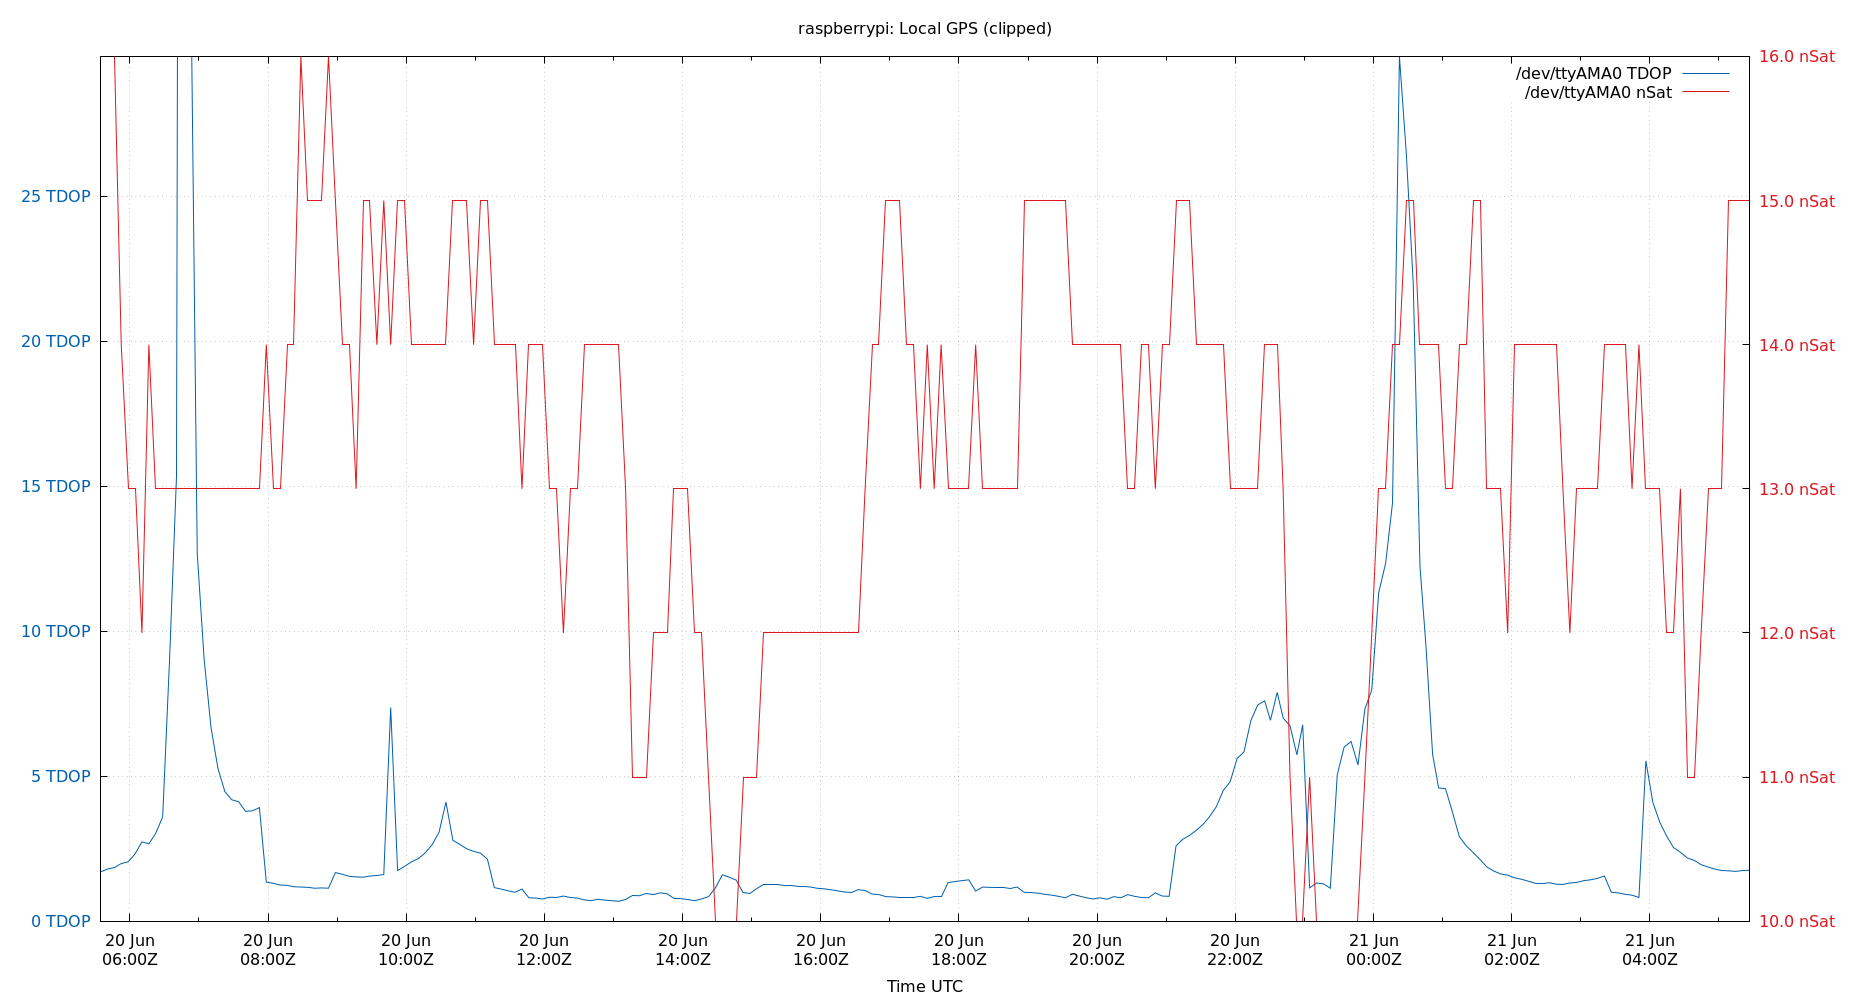 raspberrypi: Local GPS (clipped)
/dev/ttyAMA0 TDOP
/dev/ttyAMA0 nSat
25 TDOP
20 TDOP
15 TDOP
10 TDOP
5 TDOP
0 TDOP
16.0 nSat
15.0 nSat
14.0 nSat
13.0 nSat
12.0 nSat
11.0 nSat
10.0 nSat
20 Jun
06:00Z
20 Jun
08:00Z
20 Jun
10:00Z
20 Jun
12:00Z
20 Jun
14:00Z
20 Jun
16:00Z
20 Jun
18:00Z
20 Jun
20:00Z
20 Jun
22:00Z
21 Jun
00:00Z
21 Jun
02:00Z
21 Jun
04:00Z
Time UTC